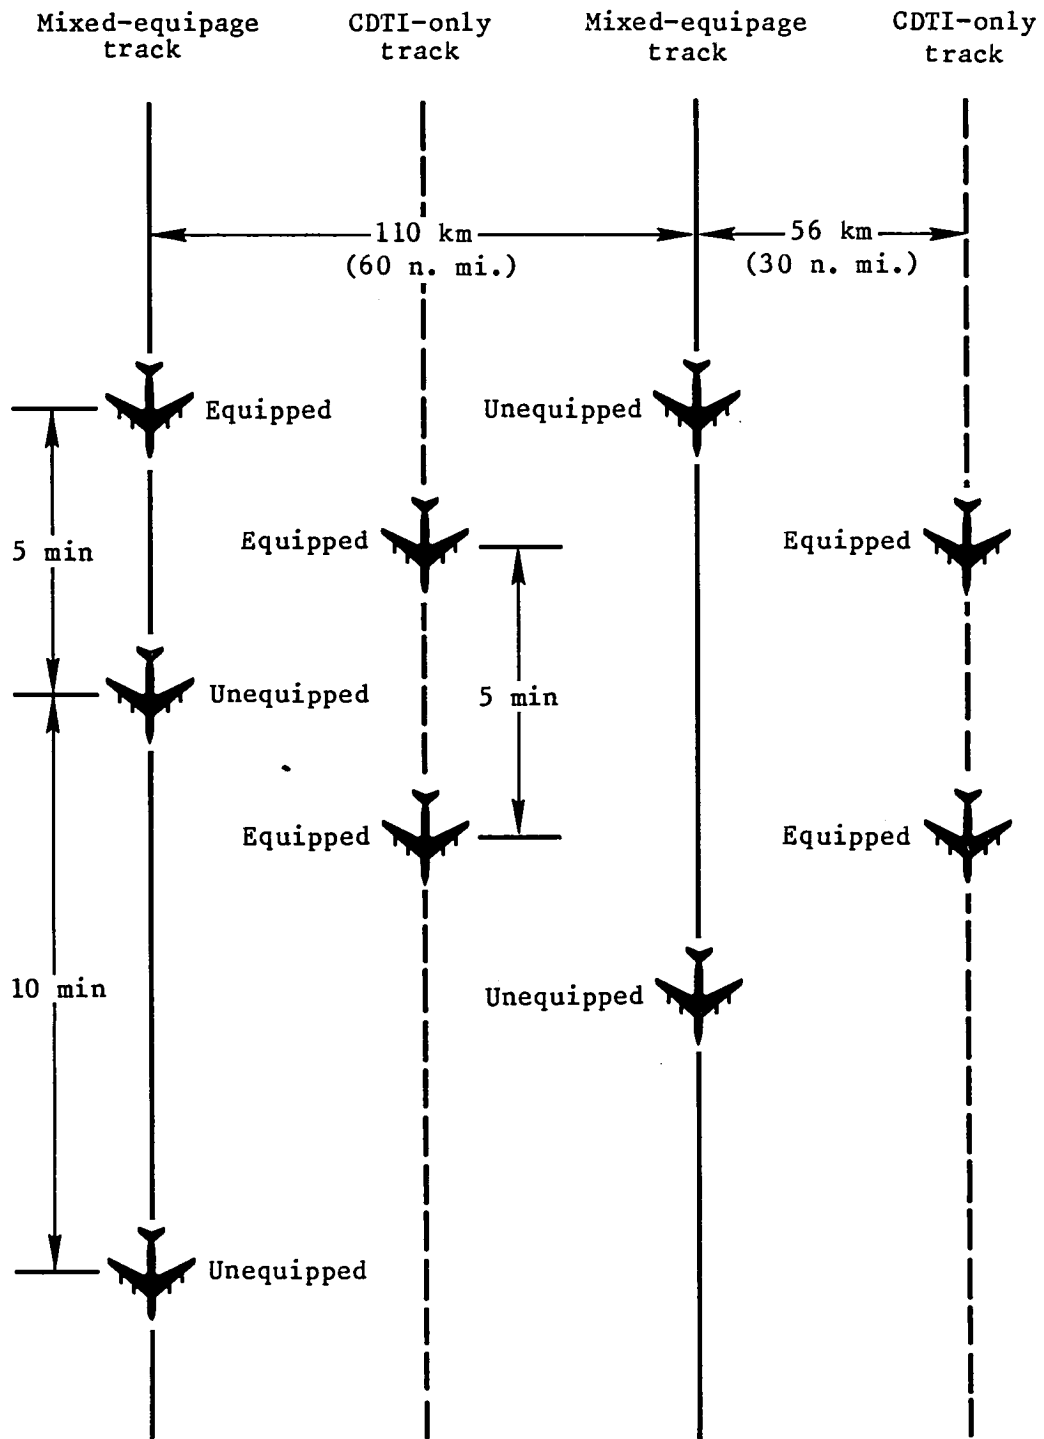 Mixed-equipage
track
CDTI-only
track
Mixed-equipage
track
CDTI-only
track
110 km
(60 n. mi.)
56 km
(30 n. mi.)
Equipped
Unequipped
5 min
Equipped
Equipped
Unequipped
5 min
Equipped
Equipped
10 min
Unequipped
Unequipped